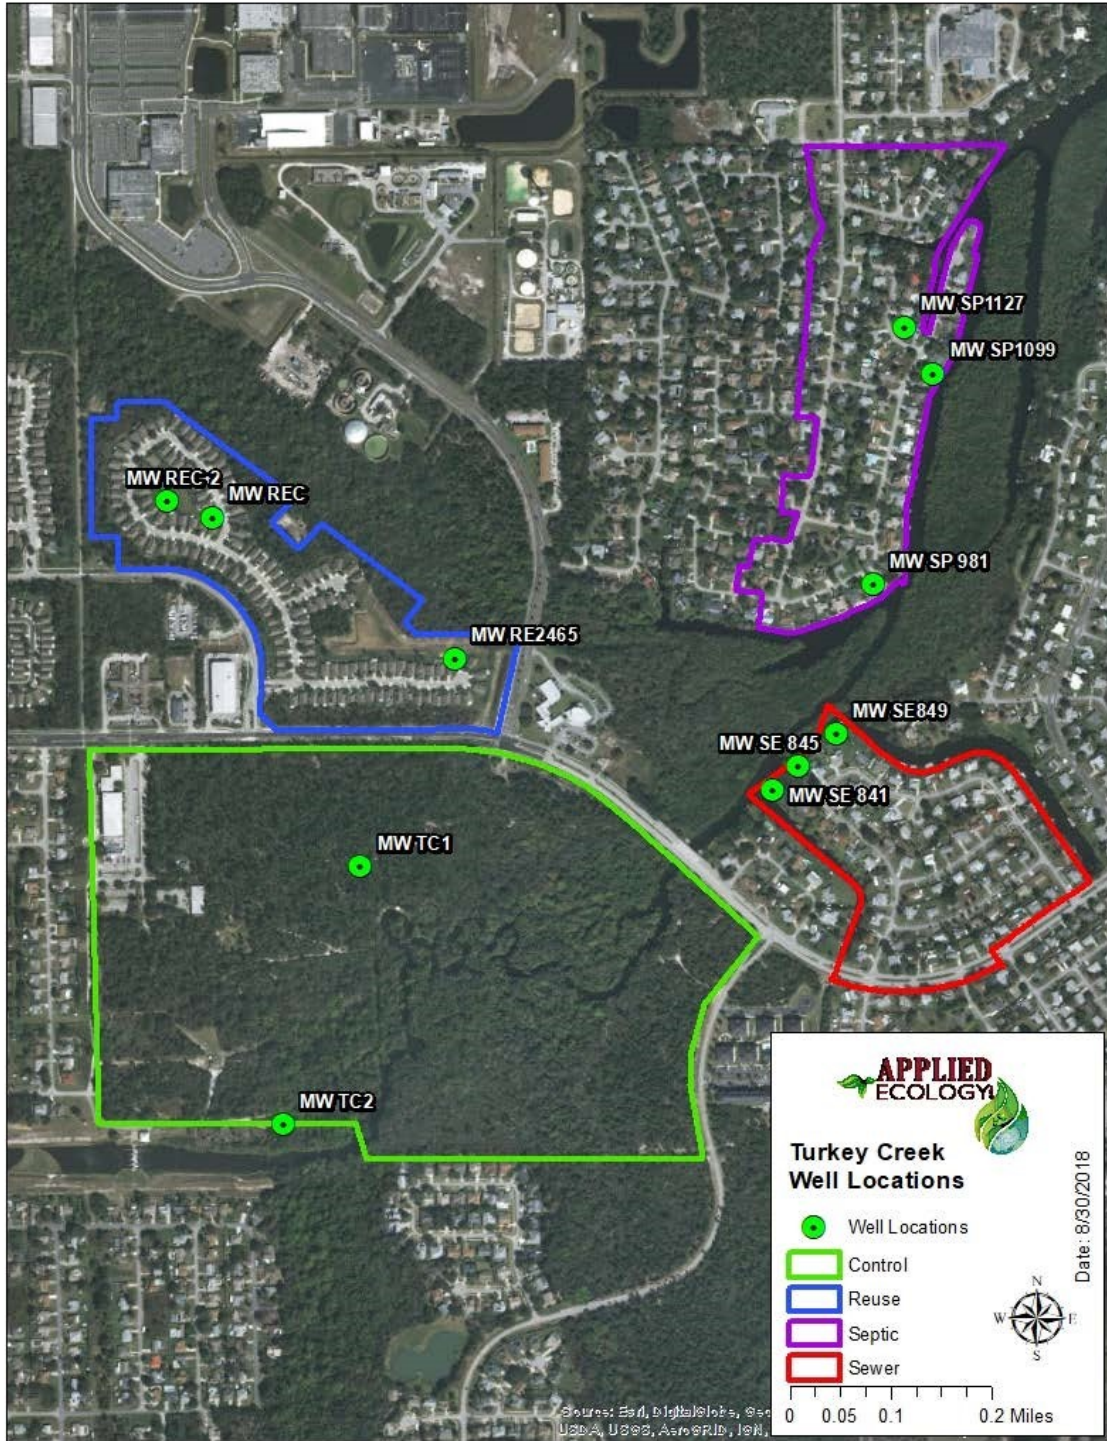 MW SP1127
MW SP1099
MW REC 2
MW REC
MW SP 981
MW RE2465
MW SE849
MW SE 845
MW SE 841
MW TC1
MW TC2
APPLIED
ECOLOGY
Turkey Creek
Well Locations
Well Locations
Control
Reuse
Septic
Sewer
Date: 8/30/2018
N
W E
S
0 0.05 0.1 0.2 Miles
Source: Esri, DigitalGlobe, Geo
USDA, USGS, AeroGRID, IGN,